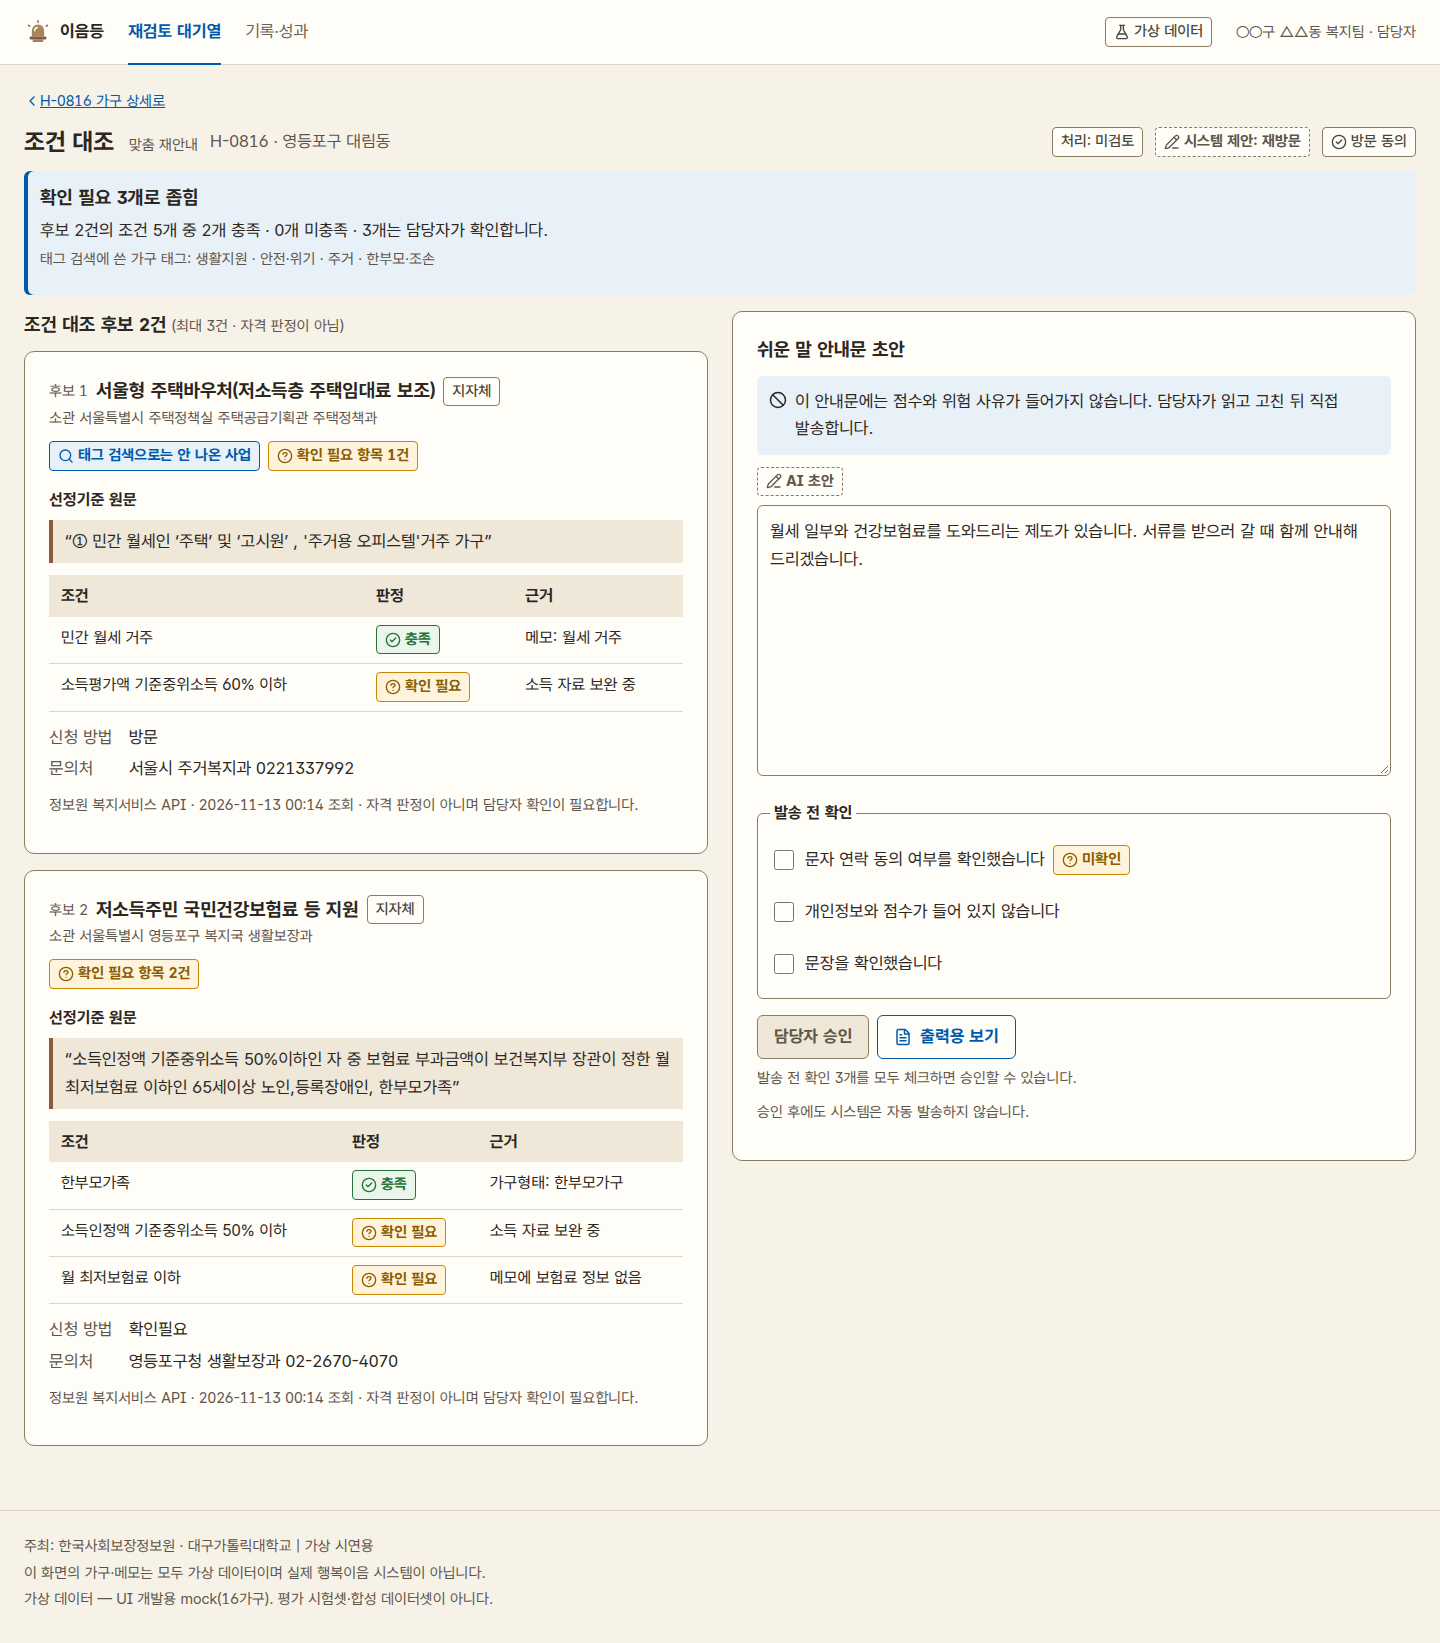 이음등 재검토 대기열 기록·성과 가상 데이터 ○○구 △△동 복지팀 · 담당자
H-0816 가구 상세로
조건 대조 맞춤 재안내 H-0816 · 영등포구 대림동 처리: 미검토 시스템 제안: 재방문 방문 동의
확인 필요 3개로 좁힘
후보 2건의 조건 5개 중 2개 충족 · 0개 미충족 · 3개는 담당자가 확인합니다.
태그 검색에 쓴 가구 태그: 생활지원 · 안전·위기 · 주거 · 한부모·조손
조건 대조 후보 2건 (최대 3건 · 자격 판정이 아님)
후보 1 서울형 주택바우처(저소득층 주택임대료 보조) 지자체
소관 서울특별시 주택정책실 주택공급기획관 주택정책과
태그 검색으로는 안 나온 사업 확인 필요 항목 1건
선정기준 원문
“① 민간 월세인 ‘주택’ 및 ‘고시원’ , '주거용 오피스텔'거주 가구”
조건 판정 근거
민간 월세 거주 충족 메모: 월세 거주
소득평가액 기준중위소득 60% 이하 확인 필요 소득 자료 보완 중
신청 방법 방문
문의처 서울시 주거복지과 0221337992
정보원 복지서비스 API · 2026-11-13 00:14 조회 · 자격 판정이 아니며 담당자 확인이 필요합니다.
후보 2 저소득주민 국민건강보험료 등 지원 지자체
소관 서울특별시 영등포구 복지국 생활보장과
확인 필요 항목 2건
선정기준 원문
“소득인정액 기준중위소득 50%이하인 자 중 보험료 부과금액이 보건복지부 장관이 정한 월
최저보험료 이하인 65세이상 노인,등록장애인, 한부모가족”
조건 판정 근거
한부모가족 충족 가구형태: 한부모가구
소득인정액 기준중위소득 50% 이하 확인 필요 소득 자료 보완 중
월 최저보험료 이하 확인 필요 메모에 보험료 정보 없음
신청 방법 확인필요
문의처 영등포구청 생활보장과 02-2670-4070
정보원 복지서비스 API · 2026-11-13 00:14 조회 · 자격 판정이 아니며 담당자 확인이 필요합니다.
쉬운 말 안내문 초안
이 안내문에는 점수와 위험 사유가 들어가지 않습니다. 담당자가 읽고 고친 뒤 직접
발송합니다.
AI 초안
월세 일부와 건강보험료를 도와드리는 제도가 있습니다. 서류를 받으러 갈 때 함께 안내해
드리겠습니다.
발송 전 확인
문자 연락 동의 여부를 확인했습니다 미확인
개인정보와 점수가 들어 있지 않습니다
문장을 확인했습니다
담당자 승인 출력용 보기
발송 전 확인 3개를 모두 체크하면 승인할 수 있습니다.
승인 후에도 시스템은 자동 발송하지 않습니다.
주최: 한국사회보장정보원 · 대구가톨릭대학교 | 가상 시연용
이 화면의 가구·메모는 모두 가상 데이터이며 실제 행복이음 시스템이 아닙니다.
가상 데이터 — UI 개발용 mock(16가구). 평가 시험셋·합성 데이터셋이 아니다.